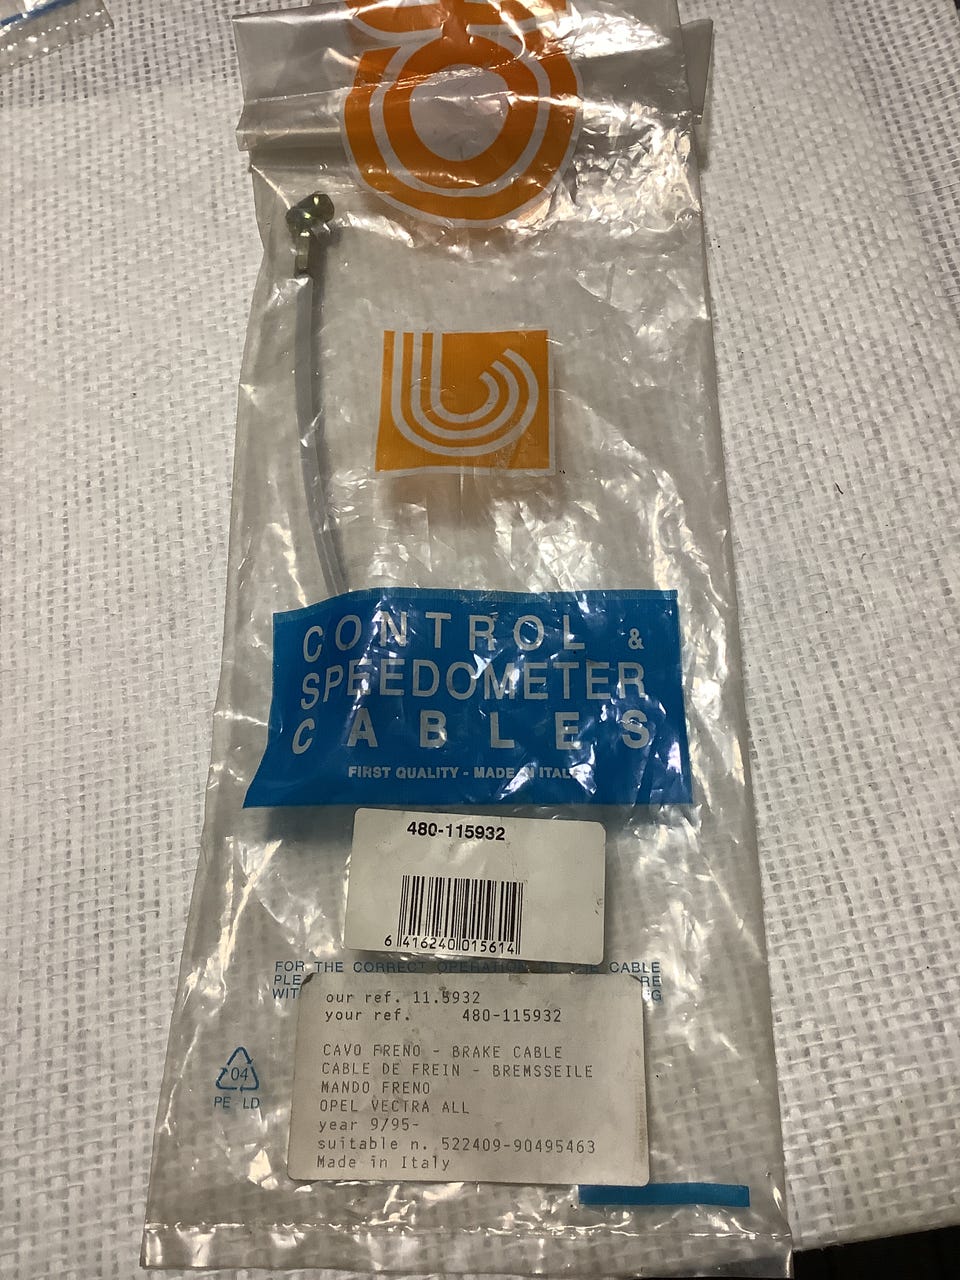 CONTROL &
SPEEDOMETER
CABLES
FIRST QUALITY - MADE IN ITALY
480-115932
6 416240 015614
FOR THE CORRECT OPERATION OF THE CABLE
our ref. 11.5932
your ref. 480-115932
CAVO FRENO - BRAKE CABLE
CABLE DE FREIN - BREMSSEILE
MANDO FRENO
OPEL VECTRA ALL
year 9/95-
suitable n. 522409-90495463
Made in Italy
04
PE LD